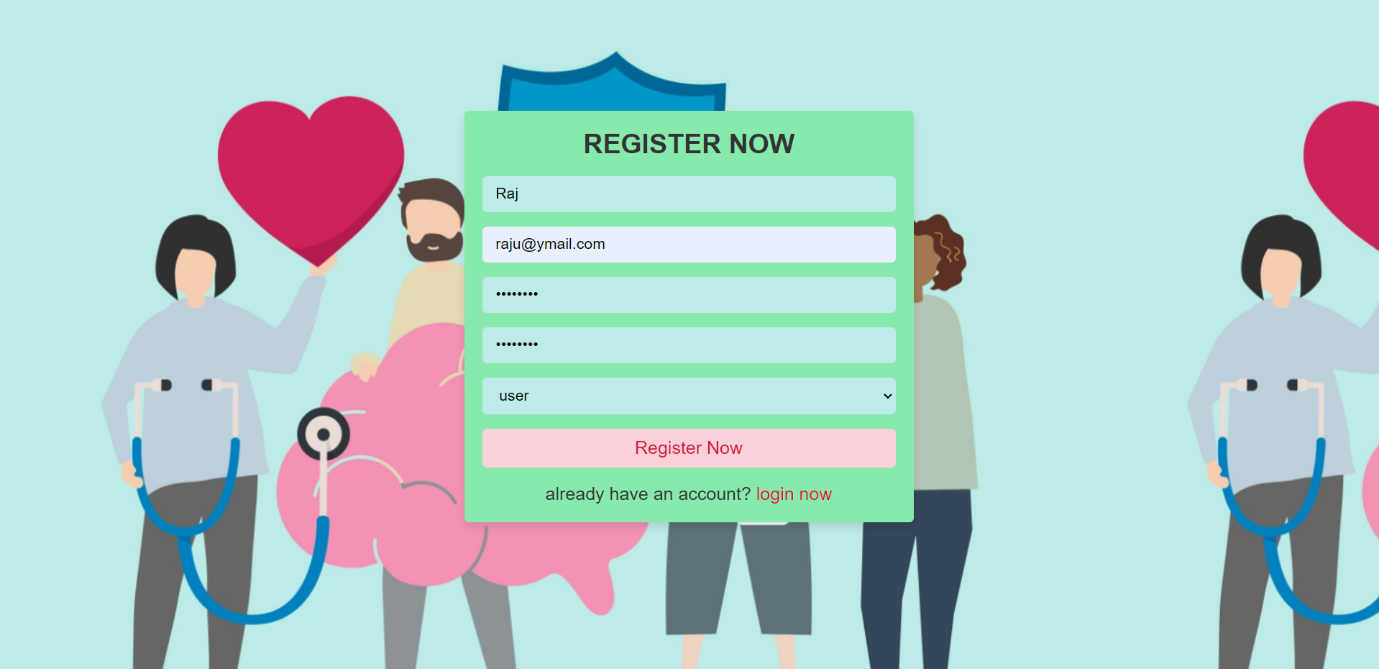 REGISTER NOW
Raj
raju@ymail.com
••••••••
••••••••
user
Register Now
already have an account? login now